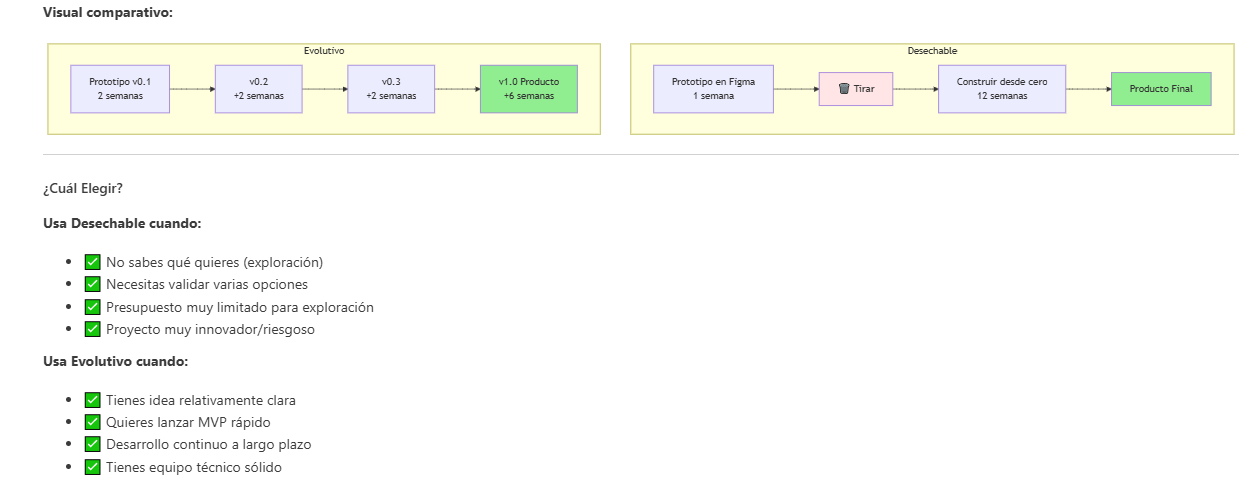 Visual comparativo:
Evolutivo
Prototipo v0.1
2 semanas
v0.2
+2 semanas
v0.3
+2 semanas
v1.0 Producto
+6 semanas
Desechable
Prototipo en Figma
1 semana
🗑️ Tirar
Construir desde cero
12 semanas
Producto Final
¿Cuál Elegir?
Usa Desechable cuando:
• ✅ No sabes qué quieres (exploración)
• ✅ Necesitas validar varias opciones
• ✅ Presupuesto muy limitado para exploración
• ✅ Proyecto muy innovador/riesgoso
Usa Evolutivo cuando:
• ✅ Tienes idea relativamente clara
• ✅ Quieres lanzar MVP rápido
• ✅ Desarrollo continuo a largo plazo
• ✅ Tienes equipo técnico sólido